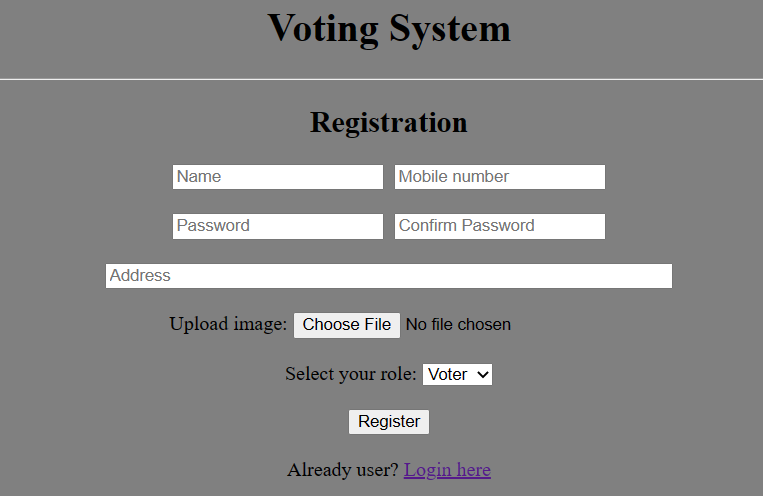 Voting System
Registration
Name Mobile number
Password Confirm Password
Address
Upload image: Choose File No file chosen
Select your role: Voter
Register
Already user? Login here